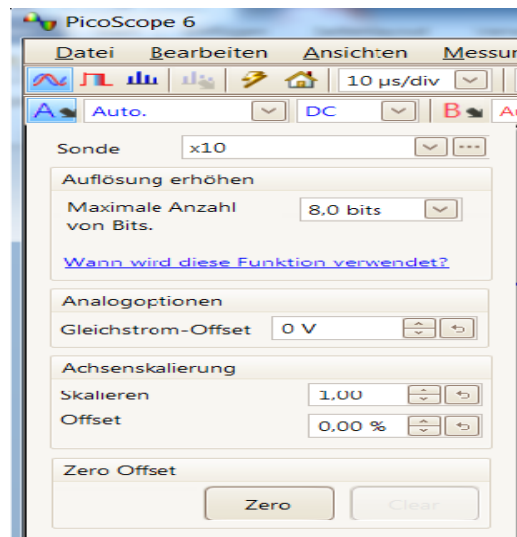 PicoScope 6
Datei Bearbeiten Ansichten Messu
10 µs/div
A Auto. DC B A
Sonde x10
Auflösung erhöhen
Maximale Anzahl von Bits. 8,0 bits
Wann wird diese Funktion verwendet?
Analogoptionen
Gleichstrom-Offset 0 V
Achsenskalierung
Skalieren 1,00
Offset 0,00 %
Zero Offset
Zero Clear